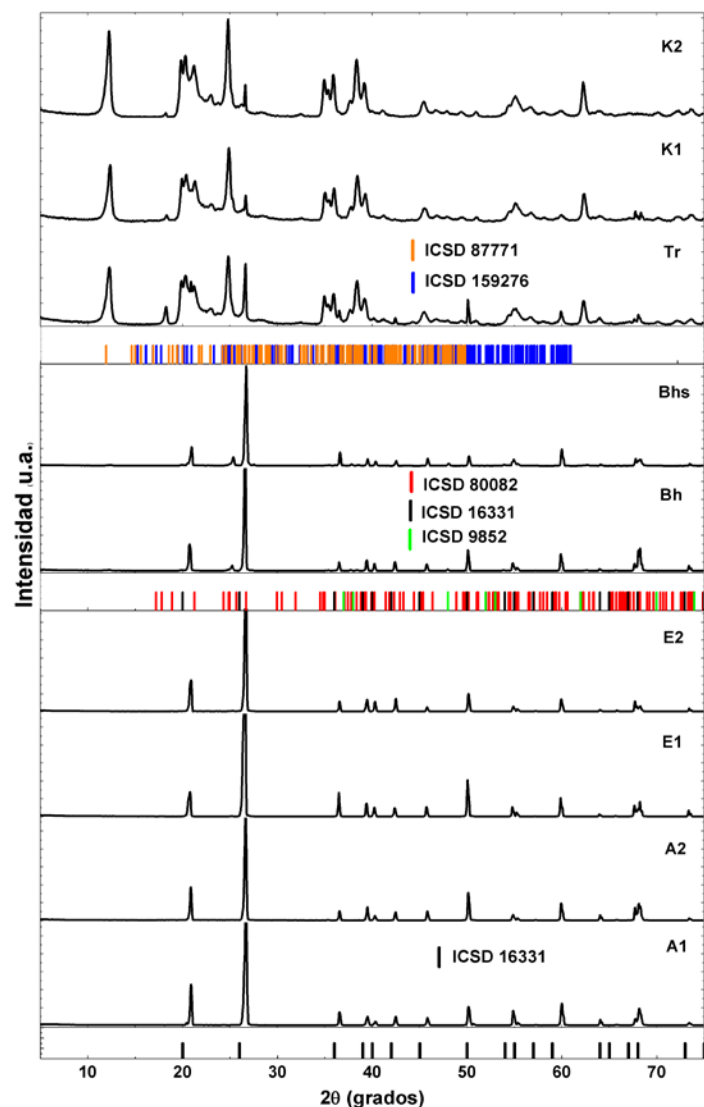 K2
K1
ICSD 87771
Tr
ICSD 159276
Bhs
ICSD 80082
Bh
ICSD 16331
ICSD 9852
E2
E1
A2
A1
ICSD 16331
Intensidad u.a.
10 20 30 40 50 60 70
2θ (grados)